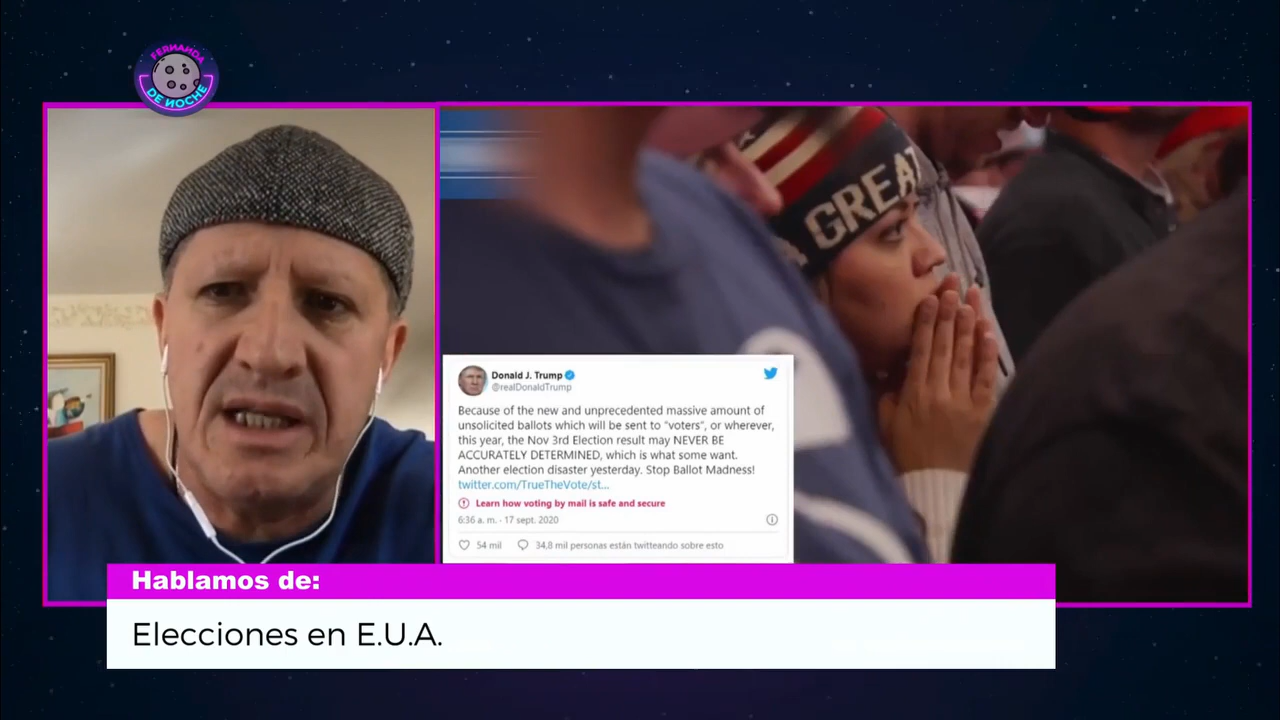 FERNANDA
DE NOCHE
GREAT
Donald J. Trump
@realDonaldTrump
Because of the new and unprecedented massive amount of
unsolicited ballots which will be sent to “voters”, or wherever,
this year, the Nov 3rd Election result may NEVER BE
ACCURATELY DETERMINED, which is what some want.
Another election disaster yesterday. Stop Ballot Madness!
twitter.com/TrueTheVote/st...
Learn how voting by mail is safe and secure
6:36 a. m. · 17 sept. 2020
54 mil 34,8 mil personas están twitteando sobre esto
Hablamos de:
Elecciones en E.U.A.